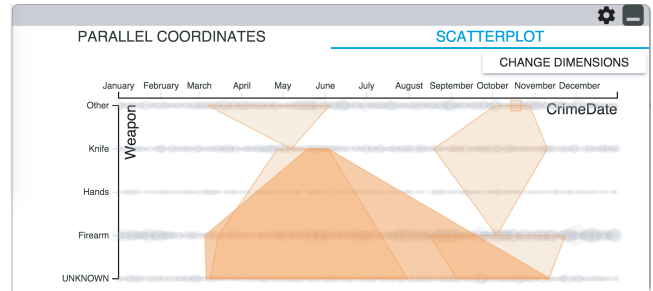 PARALLEL COORDINATES SCATTERPLOT
CHANGE DIMENSIONS
January February March April May June July August September October November December
Other CrimeDate
Weapon
Knife
Hands
Firearm
UNKNOWN